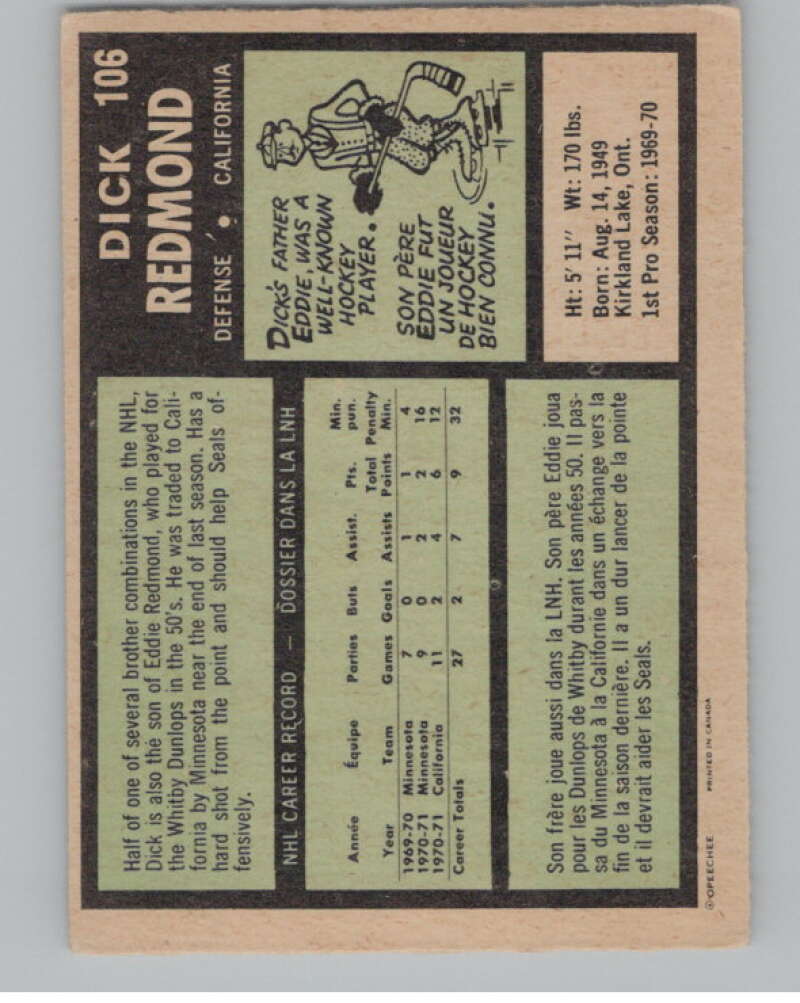 DICK 106
REDMOND
DEFENSE • CALIFORNIA
Half of one of several brother combinations in the NHL,
Dick is also the son of Eddie Redmond, who played for
the Whitby Dunlops in the 50's. He was traded to Cali-
fornia by Minnesota near the end of last season. Has a
hard shot from the point and should help Seals of-
fensively.
DICK'S FATHER
EDDIE, WAS A
WELL-KNOWN
HOCKEY
PLAYER.
SON PÈRE
EDDIE FUT
UN JOUEUR
DE HOCKEY
BIEN CONNU.
NHL CAREER RECORD — DOSSIER DANS LA LNH
Année Équipe Parties Buts Assist. Pts. Min. pun.
Year Team Games Goals Assists Total Points Penalty Min.
1969-70 Minnesota 7 0 1 1 4
1970-71 Minnesota 9 0 2 2 16
1970-71 California 11 2 4 6 12
Career Totals 27 2 7 9 32
Ht: 5' 11" Wt: 170 lbs.
Born: Aug. 14, 1949
Kirkland Lake, Ont.
1st Pro Season: 1969-70
Son frère joue aussi dans la LNH. Son père Eddie joua
pour les Dunlops de Whitby durant les années 50. Il pas-
sa du Minnesota à la Californie dans un échange vers la
fin de la saison dernière. Il a un dur lancer de la pointe
et il devrait aider les Seals.
©OPEECHEE PRINTED IN CANADA